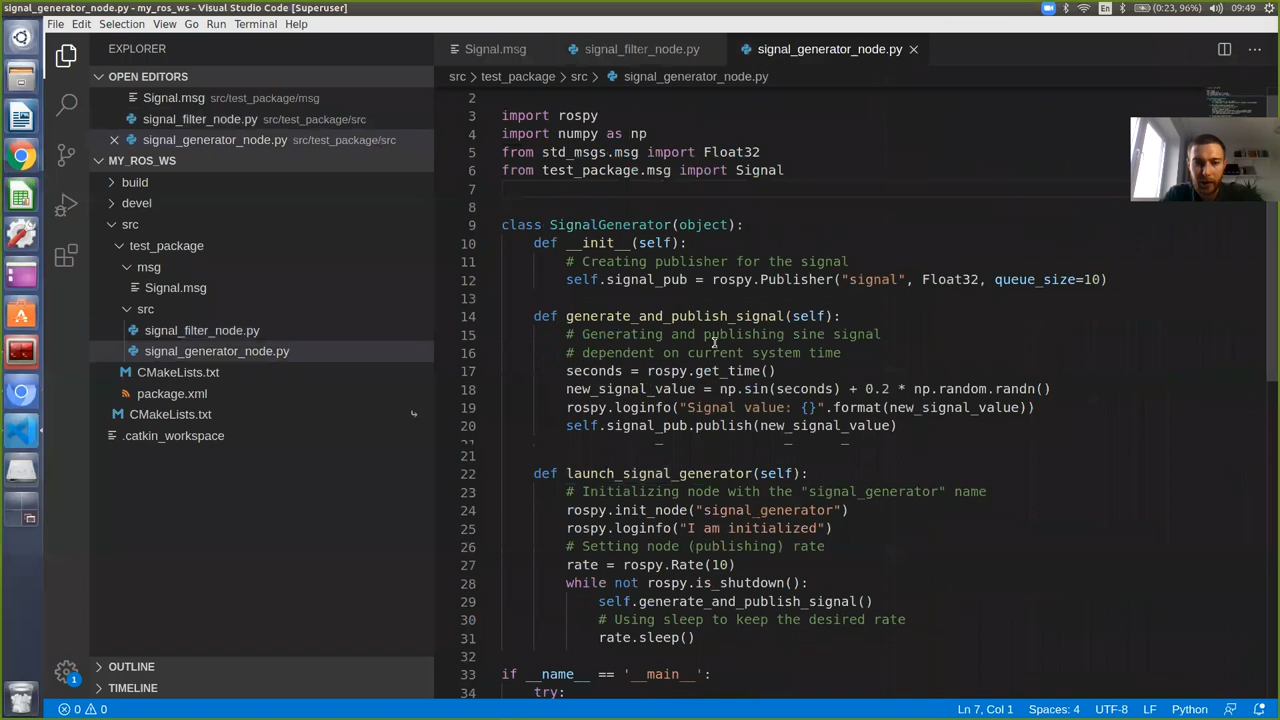 signal_generator_node.py - my_ros_ws - Visual Studio Code [Superuser]
En
(0:23, 96%)
09:49
File Edit Selection View Go Run Terminal Help
EXPLORER
OPEN EDITORS
Signal.msg src/test_package/msg
signal_filter_node.py src/test_package/src
signal_generator_node.py src/test_package/src
MY_ROS_WS
build
devel
src
test_package
msg
Signal.msg
src
signal_filter_node.py
signal_generator_node.py
CMakeLists.txt
package.xml
CMakeLists.txt
.catkin_workspace
OUTLINE
TIMELINE
1
Signal.msg signal_filter_node.py signal_generator_node.py
src > test_package > src > signal_generator_node.py
2
3 import rospy
4 import numpy as np
5 from std_msgs.msg import Float32
6 from test_package.msg import Signal
7
8
9 class SignalGenerator(object):
10 def __init__(self):
11 # Creating publisher for the signal
12 self.signal_pub = rospy.Publisher("signal", Float32, queue_size=10)
13
14 def generate_and_publish_signal(self):
15 # Generating and publishing sine signal
16 # dependent on current system time
17 seconds = rospy.get_time()
18 new_signal_value = np.sin(seconds) + 0.2 * np.random.randn()
19 rospy.loginfo("Signal value: {}".format(new_signal_value))
20 self.signal_pub.publish(new_signal_value)
21
22 def launch_signal_generator(self):
23 # Initializing node with the "signal_generator" name
24 rospy.init_node("signal_generator")
25 rospy.loginfo("I am initialized")
26 # Setting node (publishing) rate
27 rate = rospy.Rate(10)
28 while not rospy.is_shutdown():
29 self.generate_and_publish_signal()
30 # Using sleep to keep the desired rate
31 rate.sleep()
32
33 if __name__ == '__main__':
34 try:
0 0
Ln 7, Col 1 Spaces: 4 UTF-8 LF Python